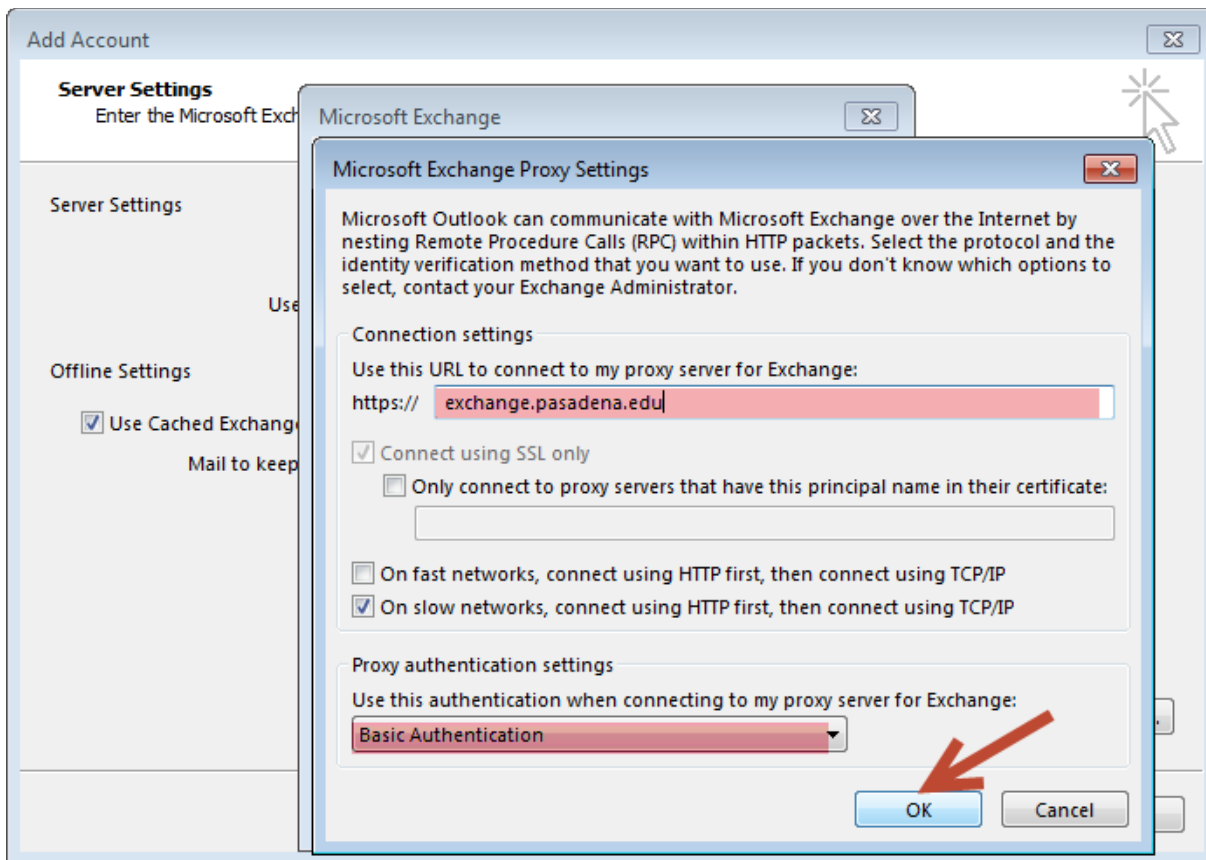 Add Account
Server Settings
Enter the Microsoft Exch
Microsoft Exchange
Microsoft Exchange Proxy Settings
Server Settings
Microsoft Outlook can communicate with Microsoft Exchange over the Internet by
nesting Remote Procedure Calls (RPC) within HTTP packets. Select the protocol and the
identity verification method that you want to use. If you don't know which options to
select, contact your Exchange Administrator.
Use
Connection settings
Offline Settings
Use this URL to connect to my proxy server for Exchange:
https:// exchange.pasadena.edu
Use Cached Exchang
Connect using SSL only
Mail to keep
Only connect to proxy servers that have this principal name in their certificate:
On fast networks, connect using HTTP first, then connect using TCP/IP
On slow networks, connect using HTTP first, then connect using TCP/IP
Proxy authentication settings
Use this authentication when connecting to my proxy server for Exchange:
Basic Authentication
OK Cancel